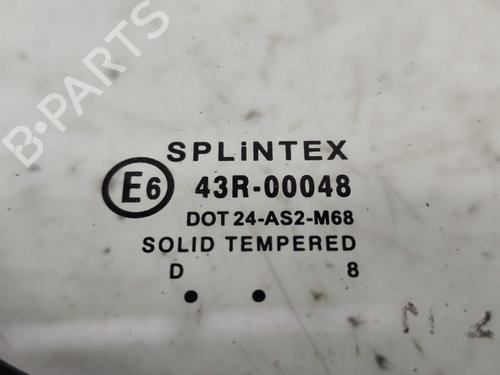 B-PARTS
SPLiNTEX
E6 43R-00048
DOT 24-AS2-M68
SOLID TEMPERED
D 8